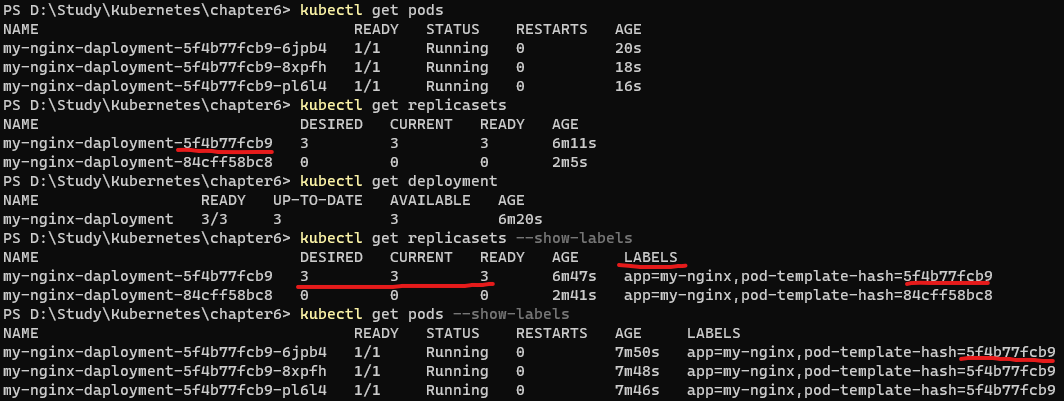 PS D:\Study\Kubernetes\chapter6> kubectl get pods
NAME READY STATUS RESTARTS AGE
my-nginx-daployment-5f4b77fcb9-6jpb4 1/1 Running 0 20s
my-nginx-daployment-5f4b77fcb9-8xpfh 1/1 Running 0 18s
my-nginx-daployment-5f4b77fcb9-pl6l4 1/1 Running 0 16s
PS D:\Study\Kubernetes\chapter6> kubectl get replicasets
NAME DESIRED CURRENT READY AGE
my-nginx-daployment-5f4b77fcb9 3 3 3 6m11s
my-nginx-daployment-84cff58bc8 0 0 0 2m5s
PS D:\Study\Kubernetes\chapter6> kubectl get deployment
NAME READY UP-TO-DATE AVAILABLE AGE
my-nginx-daployment 3/3 3 3 6m20s
PS D:\Study\Kubernetes\chapter6> kubectl get replicasets --show-labels
NAME DESIRED CURRENT READY AGE LABELS
my-nginx-daployment-5f4b77fcb9 3 3 3 6m47s app=my-nginx,pod-template-hash=5f4b77fcb9
my-nginx-daployment-84cff58bc8 0 0 0 2m41s app=my-nginx,pod-template-hash=84cff58bc8
PS D:\Study\Kubernetes\chapter6> kubectl get pods --show-labels
NAME READY STATUS RESTARTS AGE LABELS
my-nginx-daployment-5f4b77fcb9-6jpb4 1/1 Running 0 7m50s app=my-nginx,pod-template-hash=5f4b77fcb9
my-nginx-daployment-5f4b77fcb9-8xpfh 1/1 Running 0 7m48s app=my-nginx,pod-template-hash=5f4b77fcb9
my-nginx-daployment-5f4b77fcb9-pl6l4 1/1 Running 0 7m46s app=my-nginx,pod-template-hash=5f4b77fcb9